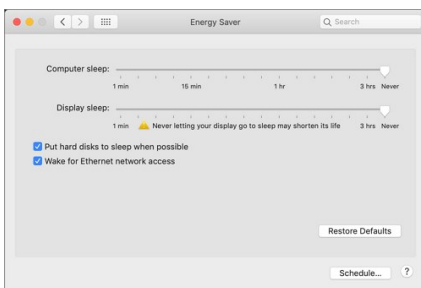 Energy Saver
Search
Computer sleep:
1 min 15 min 1 hr 3 hrs Never
Display sleep:
1 min Never letting your display go to sleep may shorten its life 3 hrs Never
Put hard disks to sleep when possible
Wake for Ethernet network access
Restore Defaults
Schedule... ?